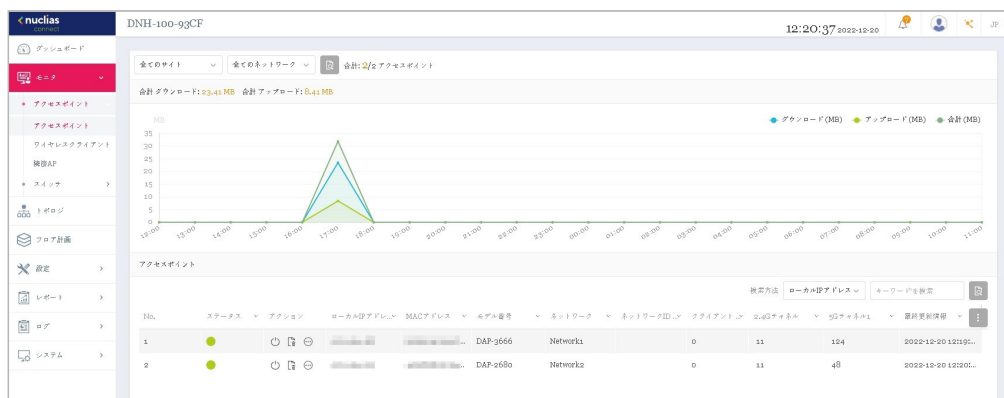 nuclias
connect
DNH-100-93CF
12:20:37 2022-12-20
JP
ダッシュボード
モニタ
アクセスポイント
アクセスポイント
ワイヤレスクライアント
隣接AP
スイッチ
トポロジ
フロア計画
設定
レポート
ログ
システム
全てのサイト 全てのネットワーク 合計: 2/2 アクセスポイント
合計 ダウンロード: 23.41 MB 合計 アップロード: 8.41 MB
MB
ダウンロード(MB) アップロード(MB) 合計(MB)
35
30
25
20
15
10
5
0
12:00 13:00 14:00 15:00 16:00 17:00 18:00 19:00 20:00 21:00 22:00 23:00 00:00 01:00 02:00 03:00 04:00 05:00 06:00 07:00 08:00 09:00 10:00 11:00
アクセスポイント
検索方法 ローカルIPアドレス キーワードを検索
No. ステータス アクション ローカルIPアドレ... MACアドレス モデル番号 ネットワーク ネットワークID ... クライアント ... 2.4Gチャネル 5Gチャネル1 最終更新情報
1 DAP-3666 Network1 0 11 124 2022-12-20 12:19:...
2 DAP-2680 Network2 0 11 48 2022-12-20 12:20:...